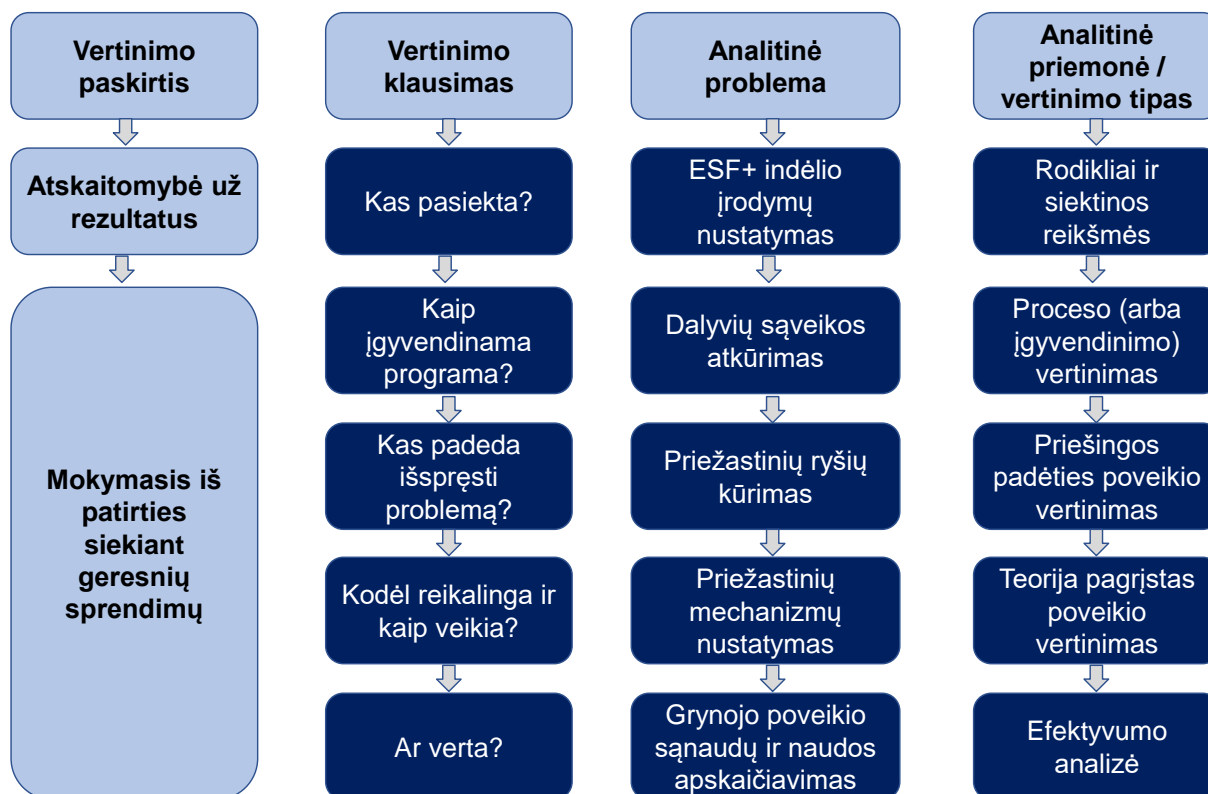 Vertinimo
paskirtis
Vertinimo
klausimas
Analitinė
problema
Analitinė
priemonė /
vertinimo tipas
Atskaitomybė už
rezultatus
Kas pasiekta?
ESF+ indėlio
įrodymų
nustatymas
Rodikliai ir
siektinos
reikšmės
Mokymasis iš
patirties
siekiant
geresnių
sprendimų
Kaip
įgyvendinama
programa?
Dalyvių sąveikos
atkūrimas
Proceso (arba
įgyvendinimo)
vertinimas
Kas padeda
išspręsti
problemą?
Priežastinių ryšių
kūrimas
Priešingos
padėties poveikio
vertinimas
Kodėl reikalinga ir
kaip veikia?
Priežastinių
mechanizmų
nustatymas
Teorija pagrįstas
poveikio
vertinimas
Ar verta?
Grynojo poveikio
sąnaudų ir naudos
apskaičiavimas
Efektyvumo
analizė